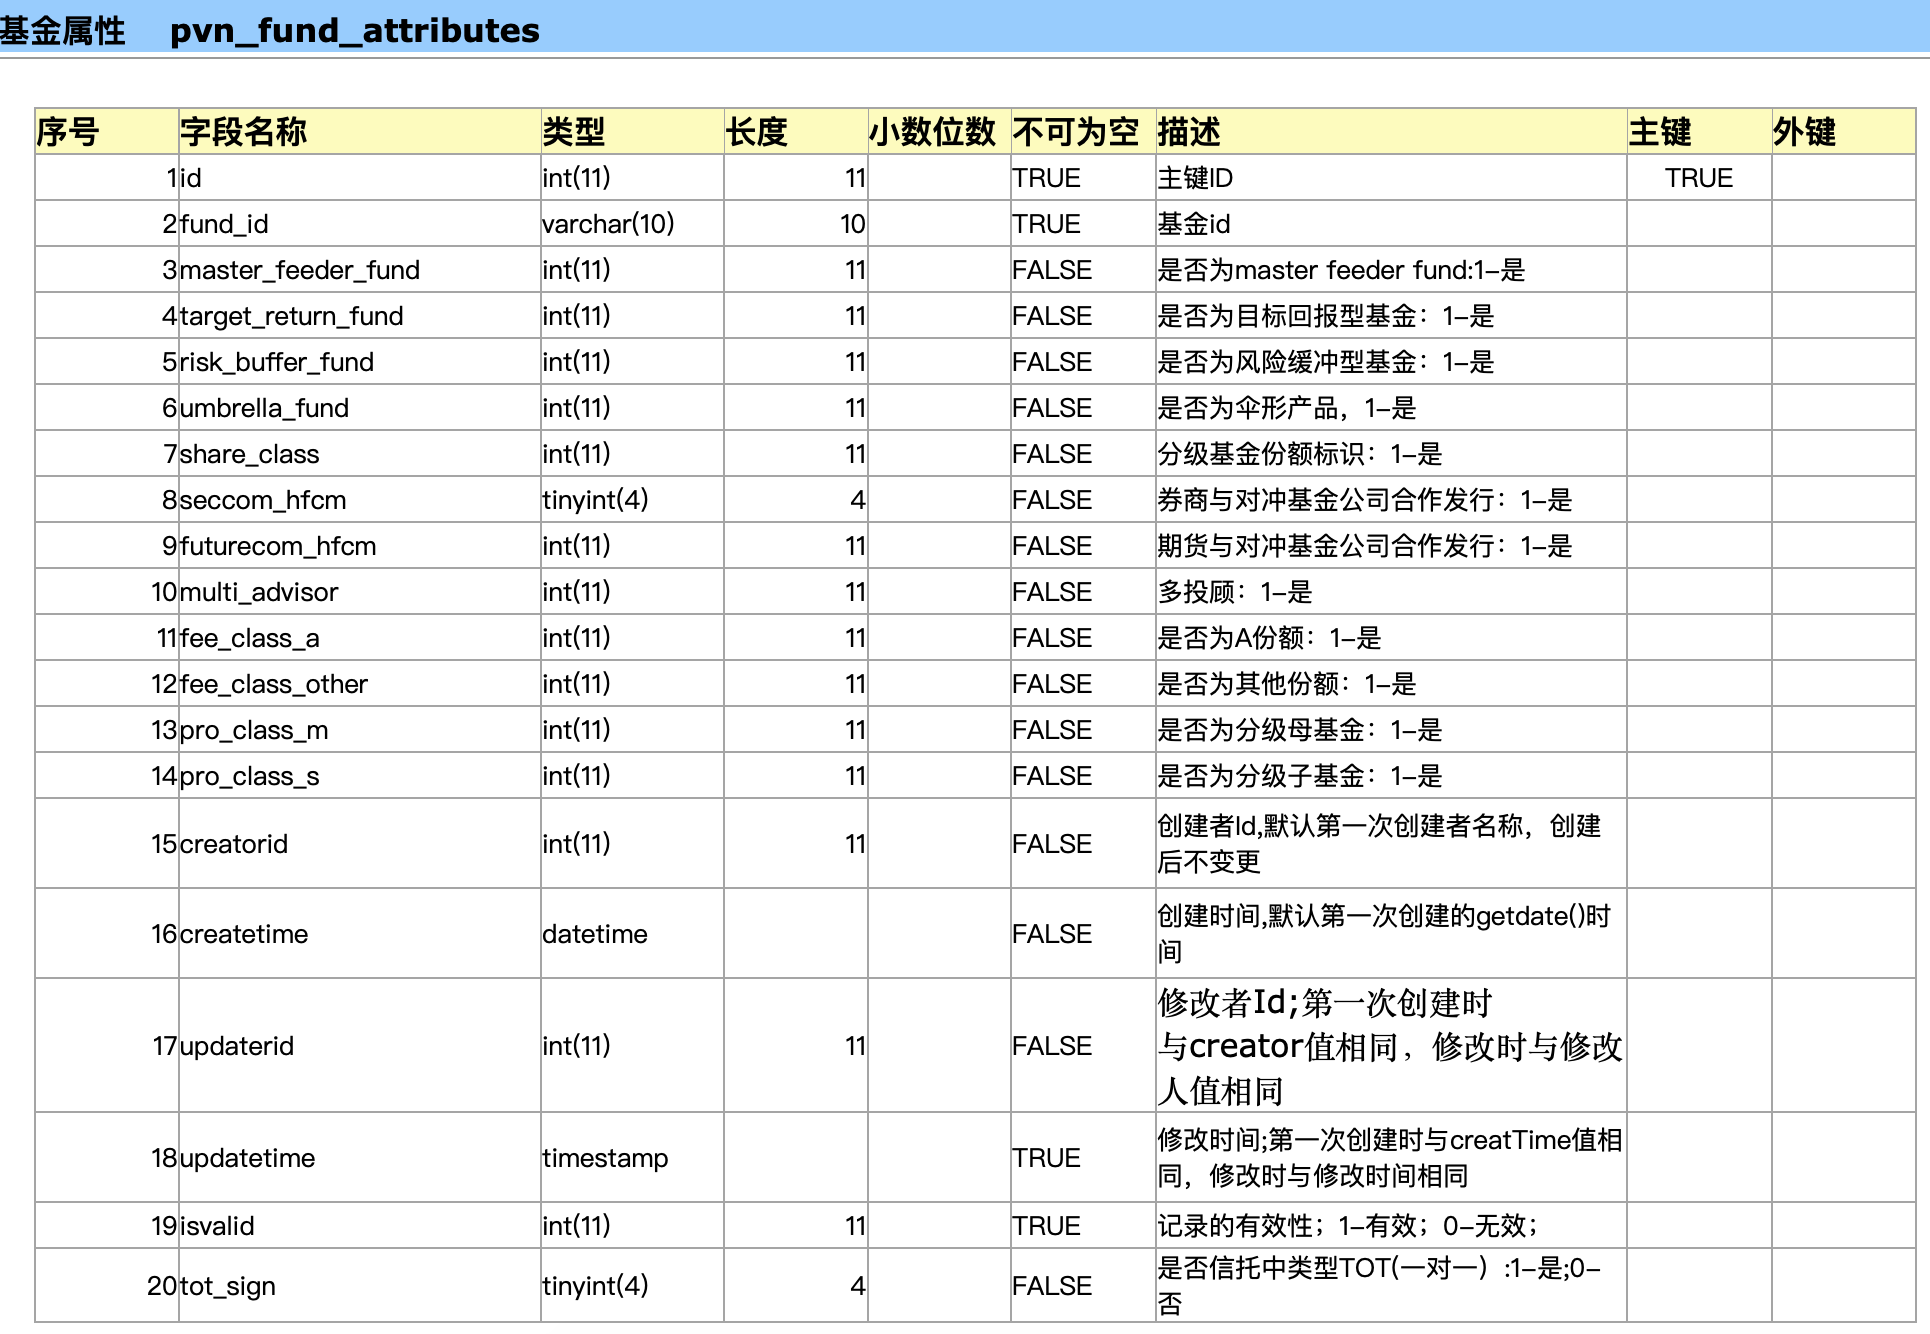 基金属性 pvn_fund_attributes
序号 字段名称 类型 长度 小数位数 不可为空 描述 主键 外键
1 id int(11) 11 TRUE 主键ID TRUE
2 fund_id varchar(10) 10 TRUE 基金id
3 master_feeder_fund int(11) 11 FALSE 是否为master feeder fund:1-是
4 target_return_fund int(11) 11 FALSE 是否为目标回报型基金：1-是
5 risk_buffer_fund int(11) 11 FALSE 是否为风险缓冲型基金：1-是
6 umbrella_fund int(11) 11 FALSE 是否为伞形产品，1-是
7 share_class int(11) 11 FALSE 分级基金份额标识：1-是
8 seccom_hfcm tinyint(4) 4 FALSE 券商与对冲基金公司合作发行：1-是
9 futurecom_hfcm int(11) 11 FALSE 期货与对冲基金公司合作发行：1-是
10 multi_advisor int(11) 11 FALSE 多投顾：1-是
11 fee_class_a int(11) 11 FALSE 是否为A份额：1-是
12 fee_class_other int(11) 11 FALSE 是否为其他份额：1-是
13 pro_class_m int(11) 11 FALSE 是否为分级母基金：1-是
14 pro_class_s int(11) 11 FALSE 是否为分级子基金：1-是
15 creatorid int(11) 11 FALSE 创建者Id,默认第一次创建者名称，创建
后不变更
16 createtime datetime FALSE 创建时间,默认第一次创建的getdate()时
间
17 updaterid int(11) 11 FALSE 修改者Id;第一次创建时
与creator值相同，修改时与修改
人值相同
18 updatetime timestamp TRUE 修改时间;第一次创建时与creatTime值相
同，修改时与修改时间相同
19 isvalid int(11) 11 TRUE 记录的有效性；1-有效；0-无效；
20 tot_sign tinyint(4) 4 FALSE 是否信托中类型TOT(一对一）:1-是;0-
否